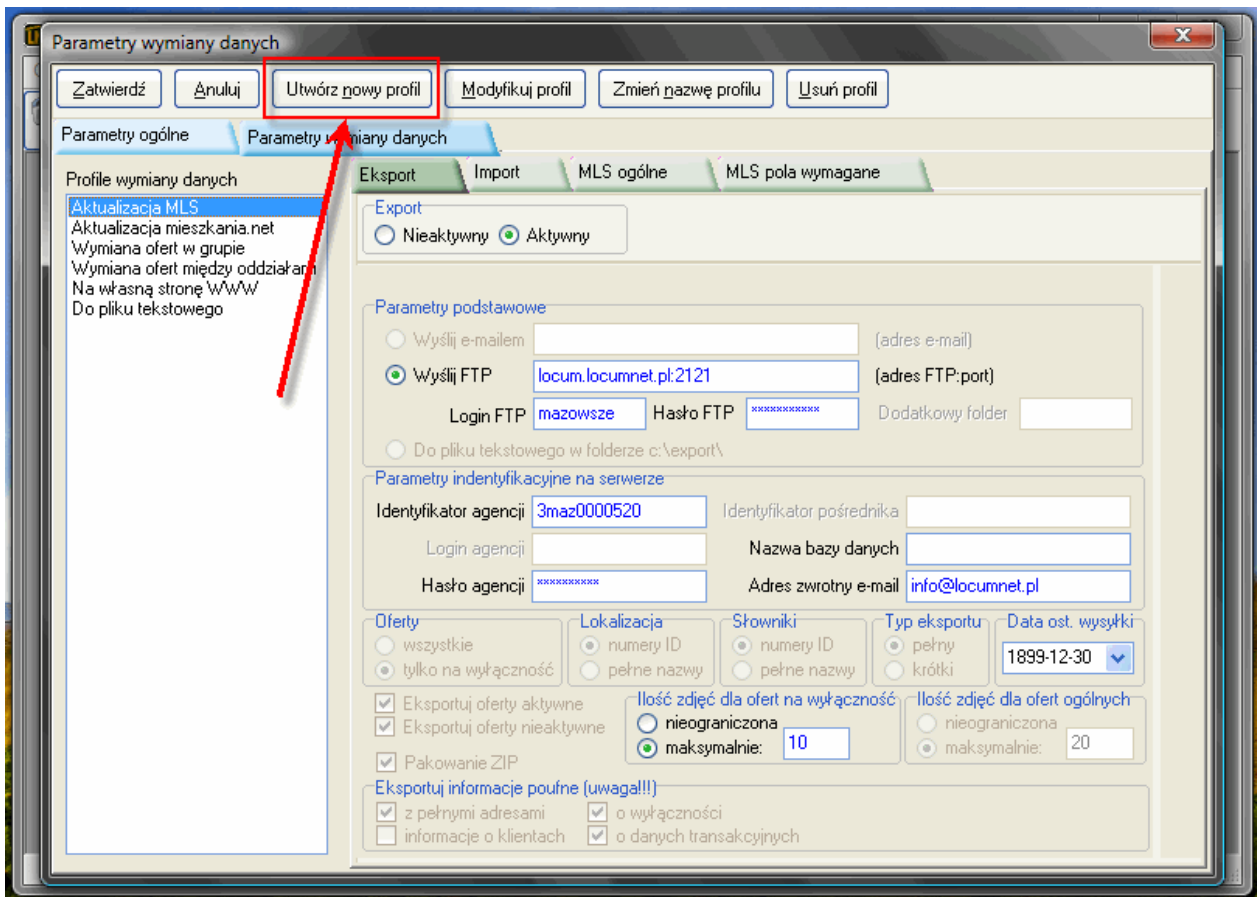 Parametry wymiany danych
Zatwierdź Anuluj Utwórz nowy profil Modyfikuj profil Zmień nazwę profilu Usuń profil
Parametry ogólne Parametry wymiany danych
Profile wymiany danych
Aktualizacja MLS
Aktualizacja mieszkania.net
Wymiana ofert w grupie
Wymiana ofert między oddziałami
Na własną stronę WWW
Do pliku tekstowego
Eksport Import MLS ogólne MLS pola wymagane
Export
Nieaktywny Aktywny
Parametry podstawowe
Wyślij e-mailem (adres e-mail)
Wyślij FTP locum.locumnet.pl:2121 (adres FTP:port)
Login FTP mazowsze Hasło FTP xxxxxxxxxxx Dodatkowy folder
Do pliku tekstowego w folderze c:\export\
Parametry indentyfikacyjne na serwerze
Identyfikator agencji 3maz0000520 Identyfikator pośrednika
Login agencji Nazwa bazy danych
Hasło agencji xxxxxxxxxx Adres zwrotny e-mail info@locumnet.pl
Oferty Lokalizacja Słowniki Typ eksportu Data ost. wysyłki
wszystkie numery ID numery ID pełny 1899-12-30
tylko na wyłączność pełne nazwy pełne nazwy krótki
Eksportuj oferty aktywne Ilość zdjęć dla ofert na wyłączność Ilość zdjęć dla ofert ogólnych
Eksportuj oferty nieaktywne nieograniczona nieograniczona
maksymalnie: 10 maksymalnie: 20
Pakowanie ZIP
Eksportuj informacje poufne (uwaga!!!)
z pełnymi adresami o wyłączności
informacje o klientach o danych transakcyjnych